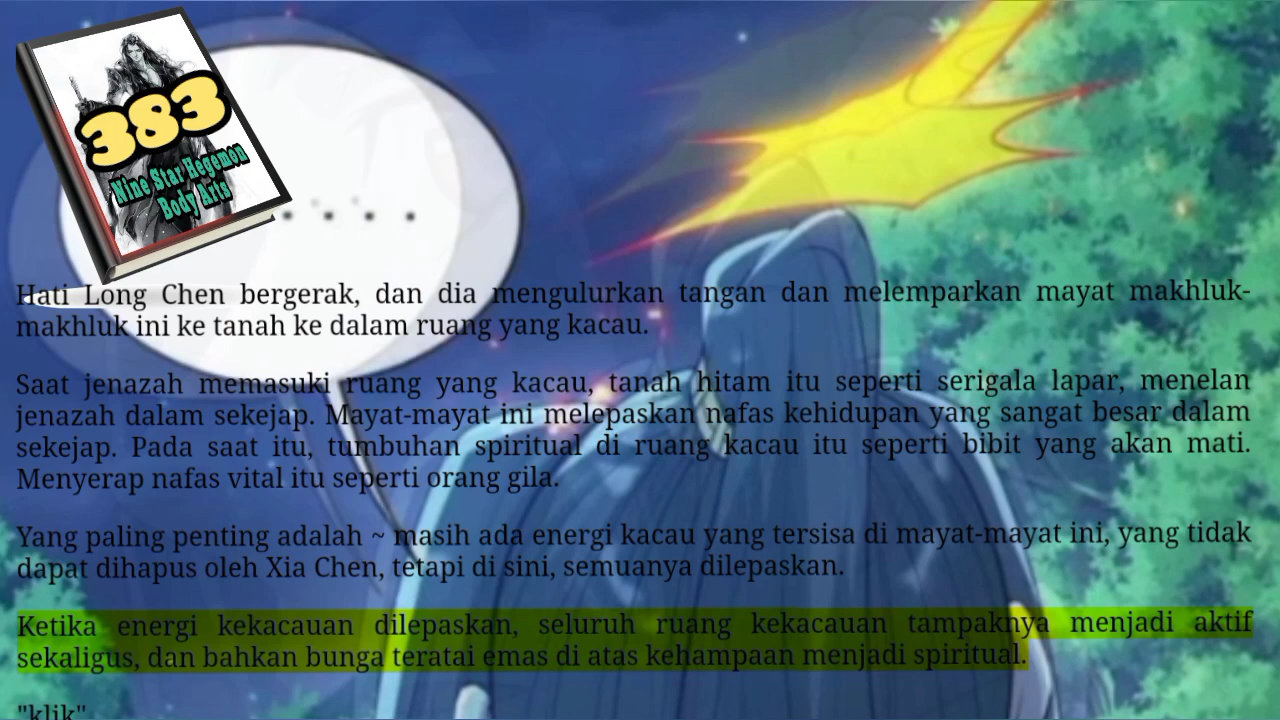 383
Nine Star Hegemon
Body Arts
Hati Long Chen bergerak, dan dia mengulurkan tangan dan melemparkan mayat makhluk-
makhluk ini ke tanah ke dalam ruang yang kacau.
Saat jenazah memasuki ruang yang kacau, tanah hitam itu seperti serigala lapar, menelan
jenazah dalam sekejap. Mayat-mayat ini melepaskan nafas kehidupan yang sangat besar dalam
sekejap. Pada saat itu, tumbuhan spiritual di ruang kacau itu seperti bibit yang akan mati.
Menyerap nafas vital itu seperti orang gila.
Yang paling penting adalah ~ masih ada energi kacau yang tersisa di mayat-mayat ini, yang tidak
dapat dihapus oleh Xia Chen, tetapi di sini, semuanya dilepaskan.
Ketika energi kekacauan dilepaskan, seluruh ruang kekacauan tampaknya menjadi aktif
sekaligus, dan bahkan bunga teratai emas di atas kehampaan menjadi spiritual.
"klik"